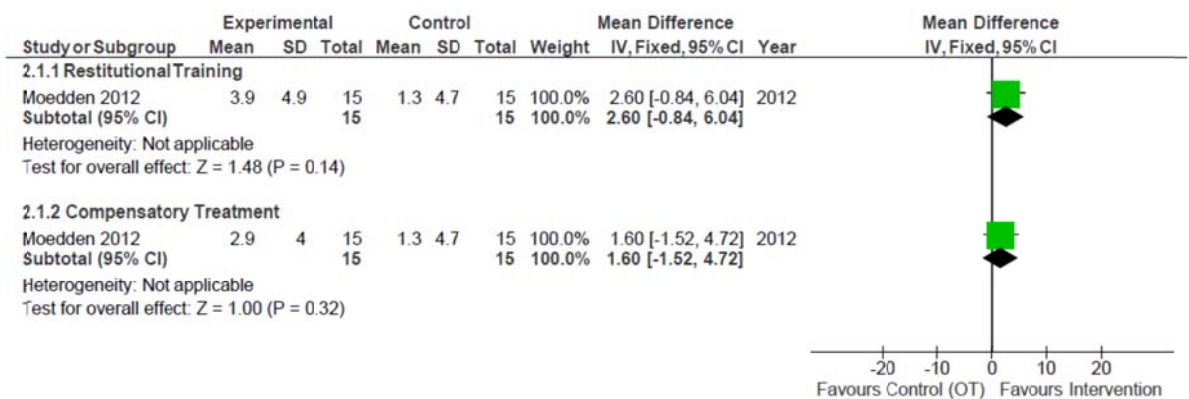 Experimental Control Mean Difference Mean Difference
Study or Subgroup Mean SD Total Mean SD Total Weight IV, Fixed, 95% CI Year IV, Fixed, 95% CI
2.1.1 Restitutional Training
Moedden 2012 3.9 4.9 15 1.3 4.7 15 100.0% 2.60 [-0.84, 6.04] 2012
Subtotal (95% CI) 15 15 100.0% 2.60 [-0.84, 6.04]
Heterogeneity: Not applicable
Test for overall effect: Z = 1.48 (P = 0.14)
2.1.2 Compensatory Treatment
Moedden 2012 2.9 4 15 1.3 4.7 15 100.0% 1.60 [-1.52, 4.72] 2012
Subtotal (95% CI) 15 15 100.0% 1.60 [-1.52, 4.72]
Heterogeneity: Not applicable
Test for overall effect: Z = 1.00 (P = 0.32)
-20 -10 0 10 20
Favours Control (OT) Favours Intervention